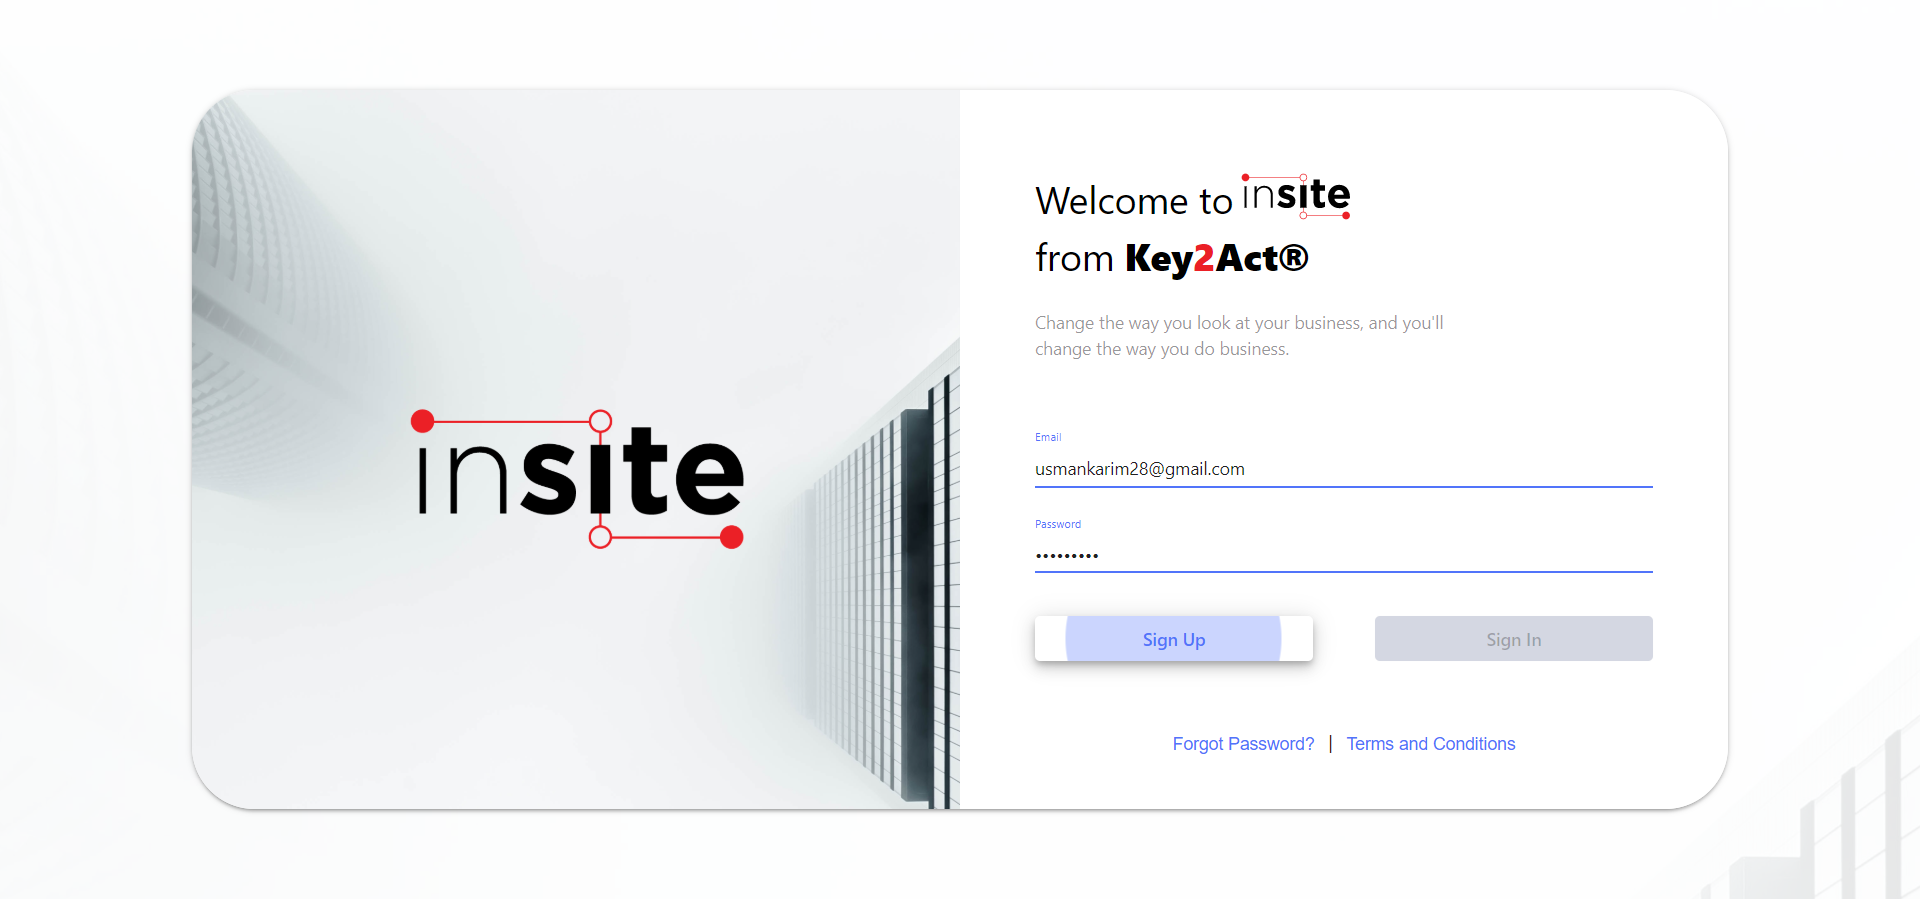 insite
Welcome to insite
from Key2Act®
Change the way you look at your business, and you'll
change the way you do business.
Email
usmankarim28@gmail.com
Password
•••••••••
Sign Up
Sign In
Forgot Password? | Terms and Conditions